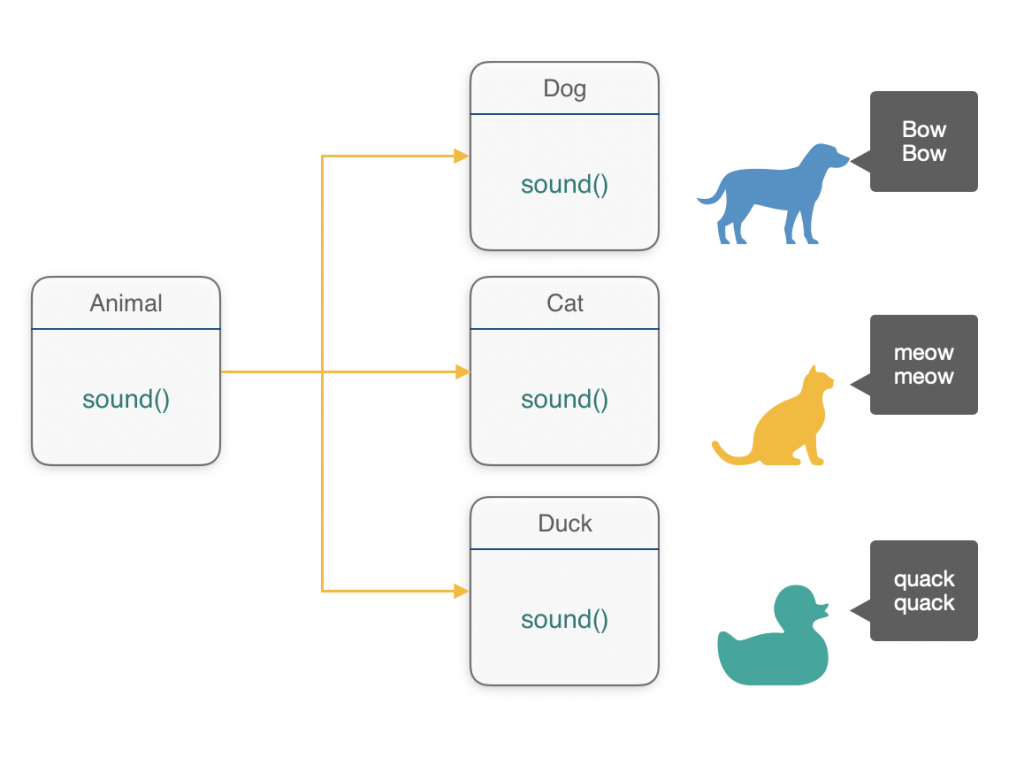 Dog
sound()
Bow
Bow
Animal
sound()
Cat
sound()
meow
meow
Duck
sound()
quack
quack